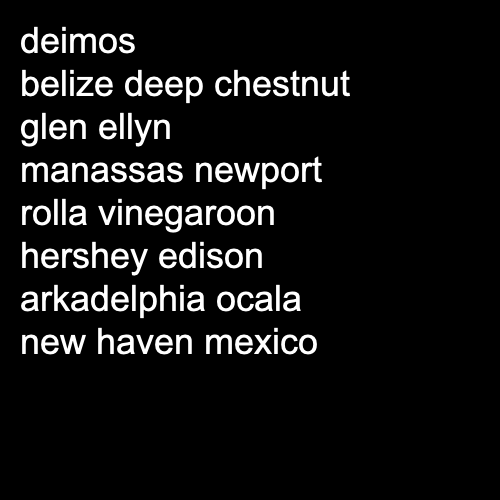 deimos
belize deep chestnut
glen ellyn
manassas newport
rolla vinegaroon
hershey edison
arkadelphia ocala
new haven mexico